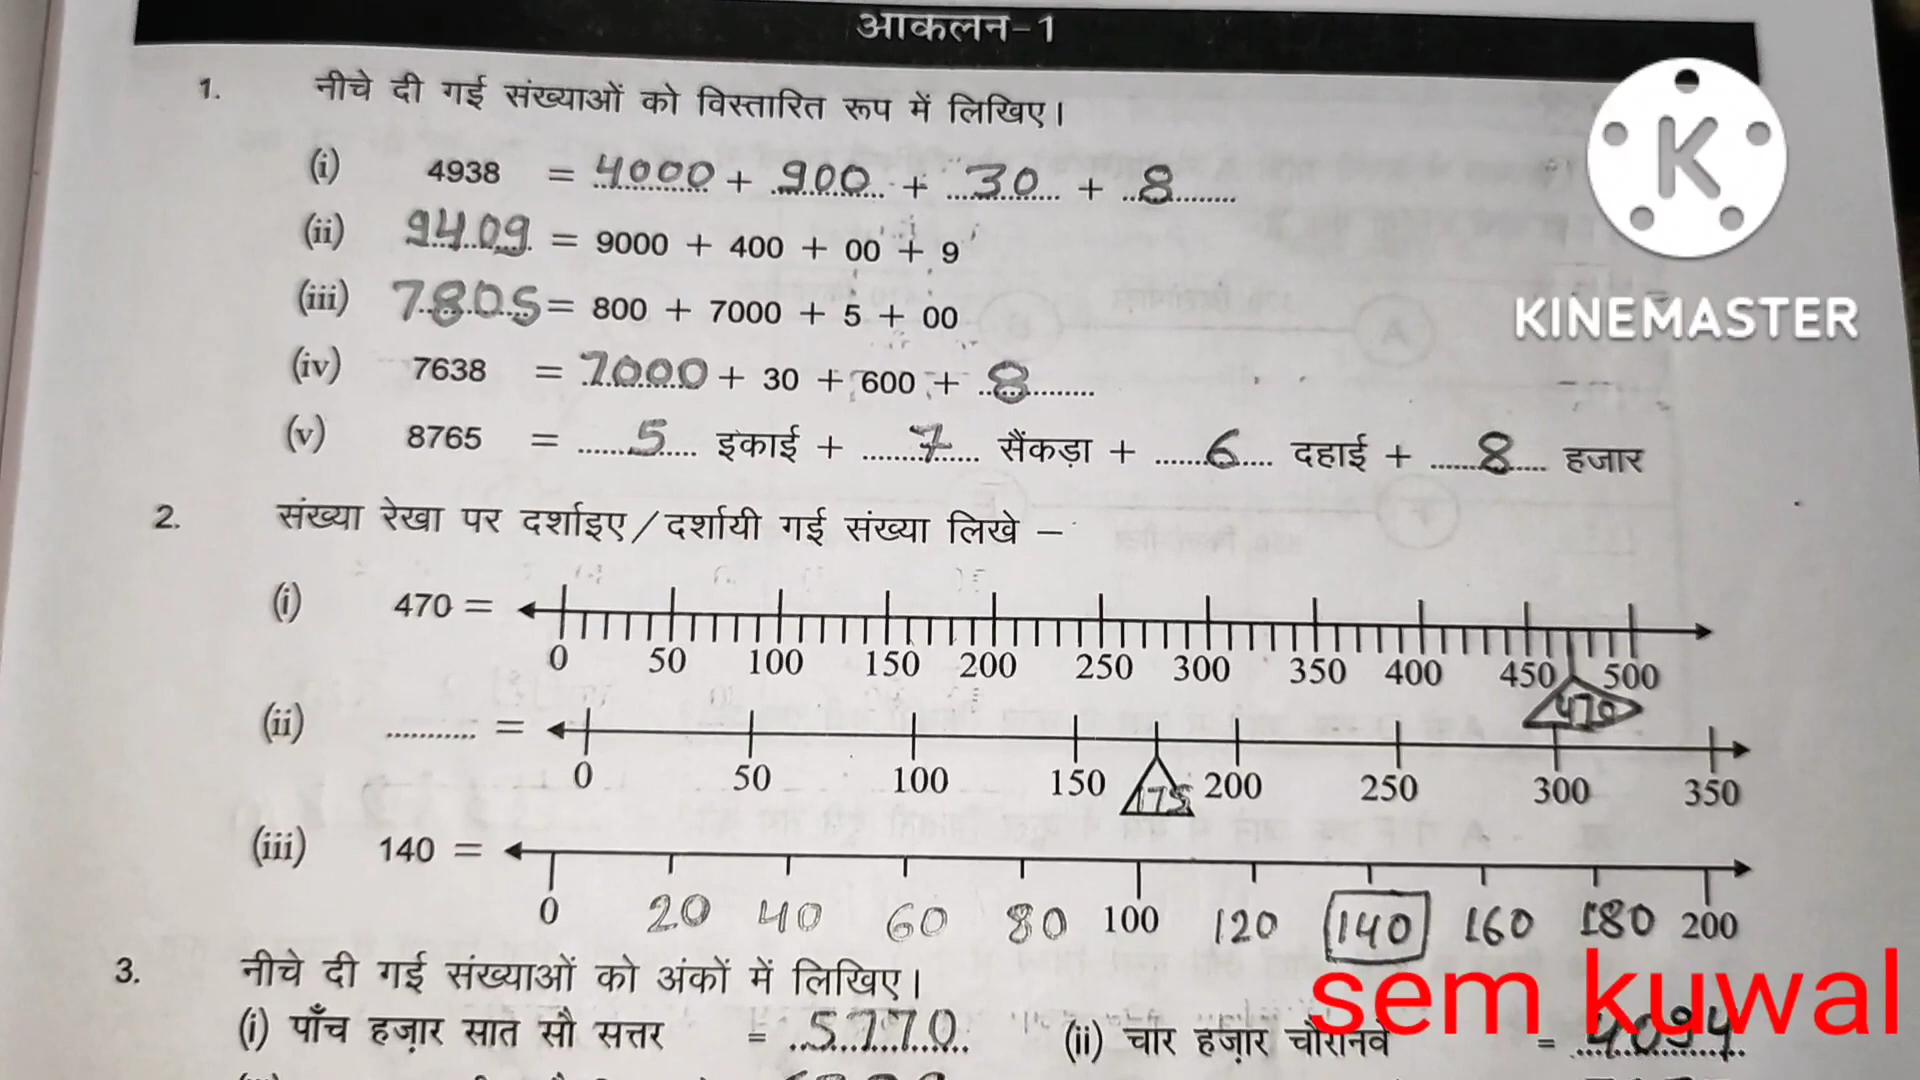 आकलन-1
1. नीचे दी गई संख्याओं को विस्तारित रूप में लिखिए।
(i) 4938 = 4000 + 900 + 30 + 8
(ii) 9409 = 9000 + 400 + 00 + 9
(iii) 7805 = 800 + 7000 + 5 + 00
(iv) 7638 = 7000 + 30 + 600 + 8
(v) 8765 = 5 इकाई + 7 सैंकड़ा + 6 दहाई + 8 हजार
KINEMASTER
2. संख्या रेखा पर दर्शाइए/दर्शायी गई संख्या लिखे –
(i) 470 =
0 50 100 150 200 250 300 350 400 450 500
470
(ii) ........... =
0 50 100 150 175 200 250 300 350
(iii) 140 =
0 20 40 60 80 100 120 140 160 180 200
3. नीचे दी गई संख्याओं को अंकों में लिखिए।
(i) पाँच हज़ार सात सौ सत्तर = 5770 (ii) चार हज़ार चौरानवे = 4094
sem kuwal